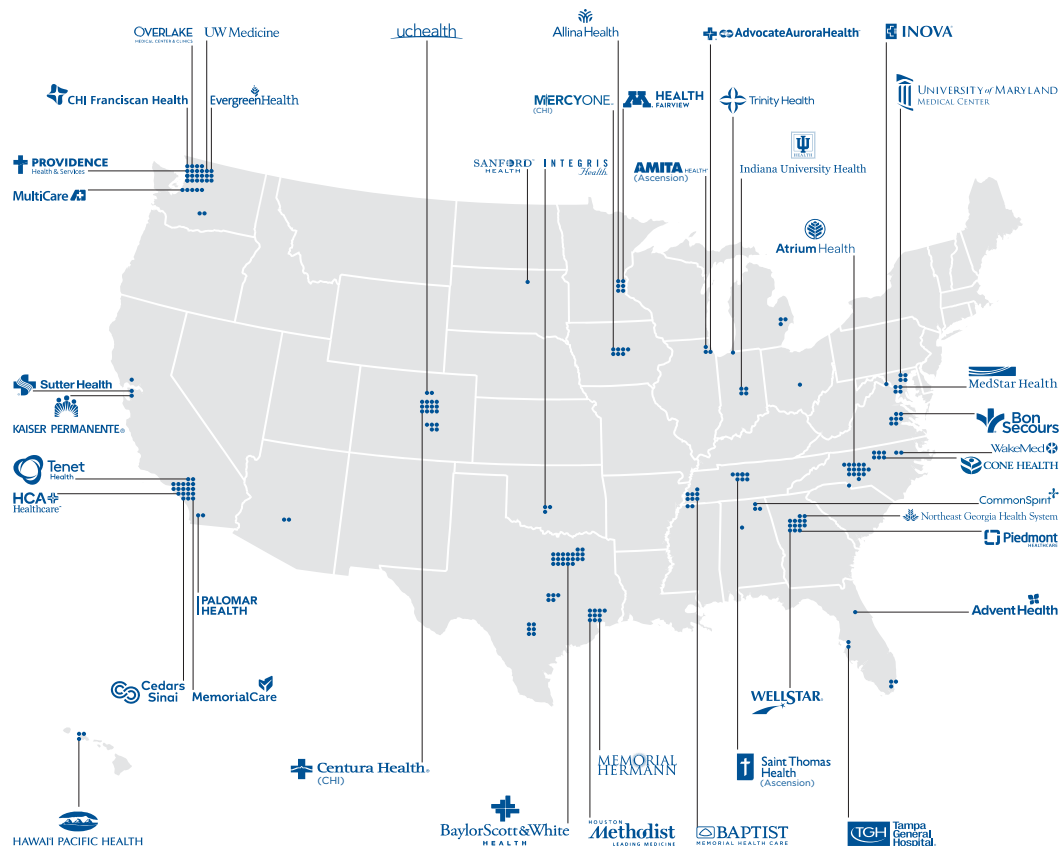 OVERLAKE
MEDICAL CENTER & CLINICS
UW Medicine
uchealth
Allina Health
AdvocateAuroraHealth™
INOVA®
CHI Franciscan Health
EvergreenHealth
MERCYONE®
(CHI)
M HEALTH
FAIRVIEW
Trinity Health
UNIVERSITY of MARYLAND
MEDICAL CENTER
PROVIDENCE
Health & Services
SANFORD™
HEALTH
INTEGRIS
Health
AMITA HEALTH™
(Ascension)
HEALTH
Indiana University Health
MultiCare
Atrium Health
Sutter Health
KAISER PERMANENTE®
MedStar Health
Bon
Secours
WakeMed
CONE HEALTH
Tenet
Health
HCA
Healthcare™
CommonSpirit
Northeast Georgia Health System
Piedmont
HEALTHCARE
PALOMAR
HEALTH
AdventHealth
Cedars
Sinai
MemorialCare
WELLSTAR®
Centura Health®
(CHI)
MEMORIAL
HERMANN
Saint Thomas
Health
(Ascension)
BaylorScott&White
HEALTH
HOUSTON
Methodist
LEADING MEDICINE
BAPTIST
MEMORIAL HEALTH CARE
TGH
Tampa
General
Hospital®
HAWAI'I PACIFIC HEALTH